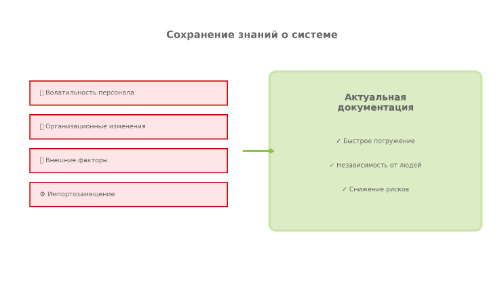 Сохранение знаний о системе
Волатильность персонала
Организационные изменения
Внешние факторы
⚙ Импортозамещение
Актуальная
документация
✓ Быстрое погружение
✓ Независимость от людей
✓ Снижение рисков